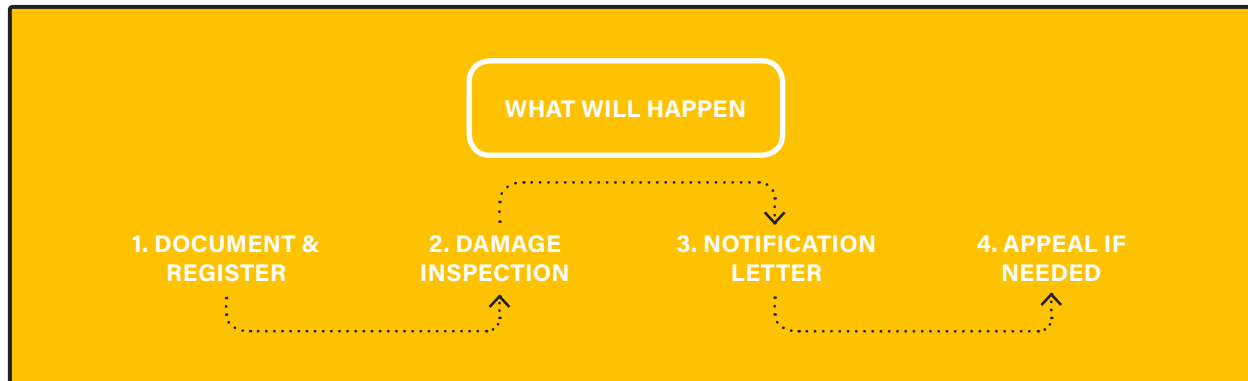 WHAT WILL HAPPEN
1. DOCUMENT &
REGISTER
2. DAMAGE
INSPECTION
3. NOTIFICATION
LETTER
4. APPEAL IF
NEEDED